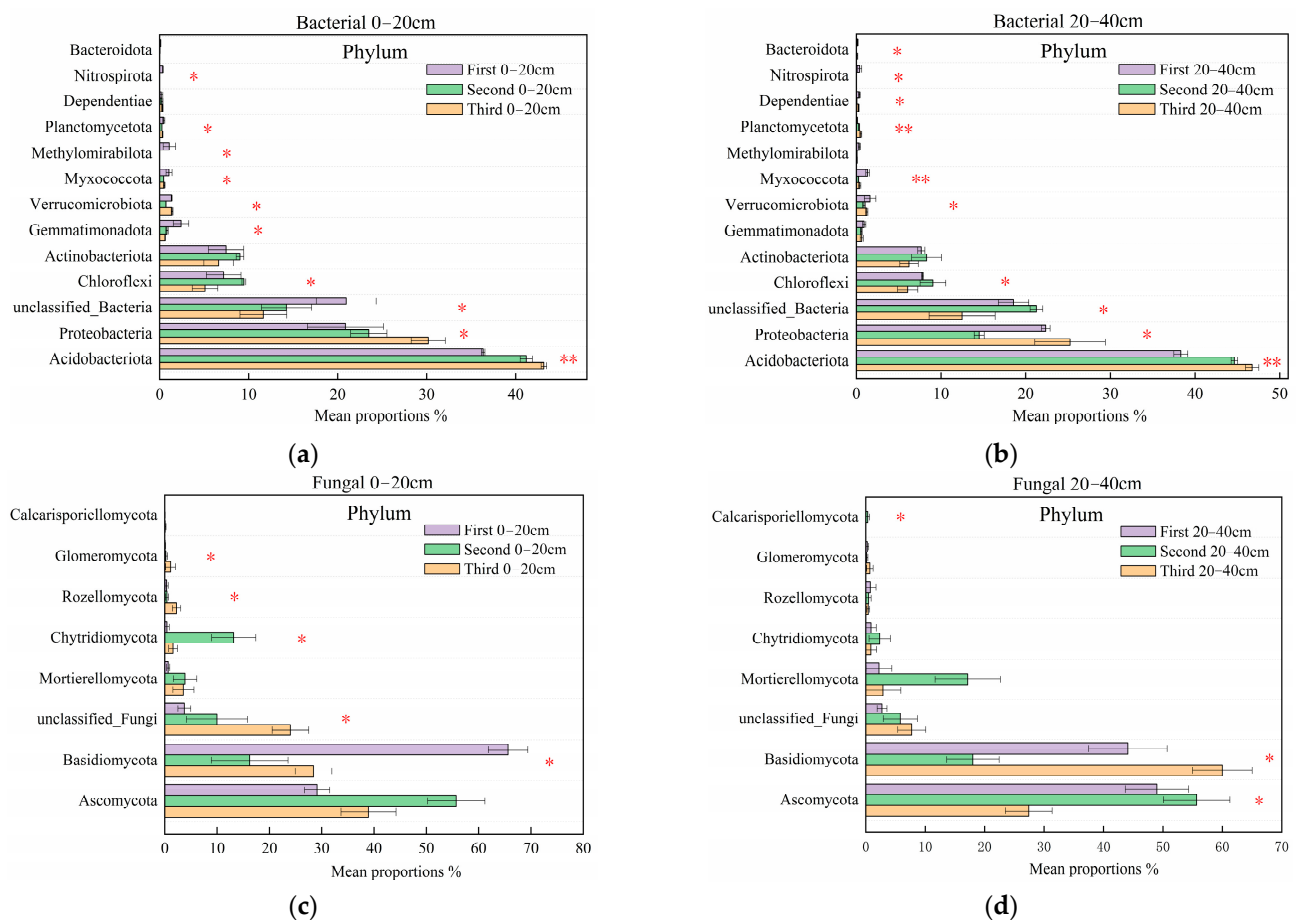 Bacterial 0−20cm
Phylum
First 0−20cm
Second 0−20cm
Third 0−20cm
Bacteroidota
*
Nitrospirota
Dependentiae
*
Planctomycetota
*
Methylomirabilota
*
Myxococcota
*
Verrucomicrobiota
*
Gemmatimonadota
Actinobacteriota
*
Chloroflexi
*
unclassified_Bacteria
*
Proteobacteria
**
Acidobacteriota
0 10 20 30 40
Mean proportions %
(a)
Bacterial 20−40cm
Phylum
First 20−40cm
Second 20−40cm
Third 20−40cm
*
Bacteroidota
*
Nitrospirota
*
Dependentiae
**
Planctomycetota
Methylomirabilota
**
Myxococcota
*
Verrucomicrobiota
Gemmatimonadota
Actinobacteriota
*
Chloroflexi
*
unclassified_Bacteria
*
Proteobacteria
**
Acidobacteriota
0 10 20 30 40 50
Mean proportions %
(b)
Fungal 0−20cm
Phylum
First 0−20cm
Second 0−20cm
Third 0−20cm
Calcarisporiellomycota
*
Glomeromycota
*
Rozellomycota
*
Chytridiomycota
Mortierellomycota
*
unclassified_Fungi
*
Basidiomycota
Ascomycota
0 10 20 30 40 50 60 70 80
Mean proportions %
(c)
Fungal 20−40cm
Phylum
First 20−40cm
Second 20−40cm
Third 20−40cm
*
Calcarisporiellomycota
Glomeromycota
Rozellomycota
Chytridiomycota
Mortierellomycota
unclassified_Fungi
*
Basidiomycota
*
Ascomycota
0 10 20 30 40 50 60 70
Mean proportions %
(d)